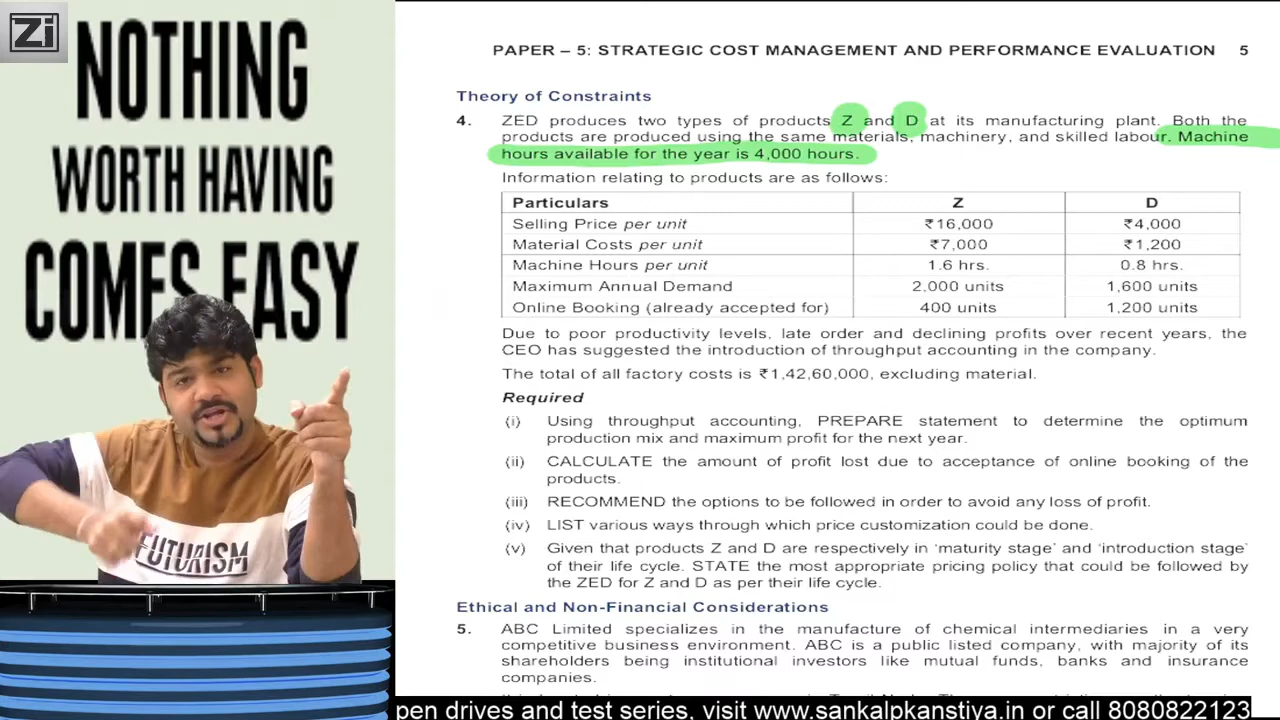 Zi
NOTHING
WORTH HAVING
COMES EASY
FUTURISM
PAPER – 5: STRATEGIC COST MANAGEMENT AND PERFORMANCE EVALUATION 5
Theory of Constraints
4. ZED produces two types of products Z and D at its manufacturing plant. Both the
products are produced using the same materials, machinery, and skilled labour. Machine
hours available for the year is 4,000 hours.
Information relating to products are as follows:
Particulars Z D
Selling Price per unit ₹16,000 ₹4,000
Material Costs per unit ₹7,000 ₹1,200
Machine Hours per unit 1.6 hrs. 0.8 hrs.
Maximum Annual Demand 2,000 units 1,600 units
Online Booking (already accepted for) 400 units 1,200 units
Due to poor productivity levels, late order and declining profits over recent years, the
CEO has suggested the introduction of throughput accounting in the company.
The total of all factory costs is ₹1,42,60,000, excluding material.
Required
(i) Using throughput accounting, PREPARE statement to determine the optimum
production mix and maximum profit for the next year.
(ii) CALCULATE the amount of profit lost due to acceptance of online booking of the
products.
(iii) RECOMMEND the options to be followed in order to avoid any loss of profit.
(iv) LIST various ways through which price customization could be done.
(v) Given that products Z and D are respectively in ‘maturity stage’ and ‘introduction stage’
of their life cycle. STATE the most appropriate pricing policy that could be followed by
the ZED for Z and D as per their life cycle.
Ethical and Non-Financial Considerations
5. ABC Limited specializes in the manufacture of chemical intermediaries in a very
competitive business environment. ABC is a public listed company, with majority of its
shareholders being institutional investors like mutual funds, banks and insurance
companies.
pen drives and test series, visit www.sankalpkanstiya.in or call 8080822123